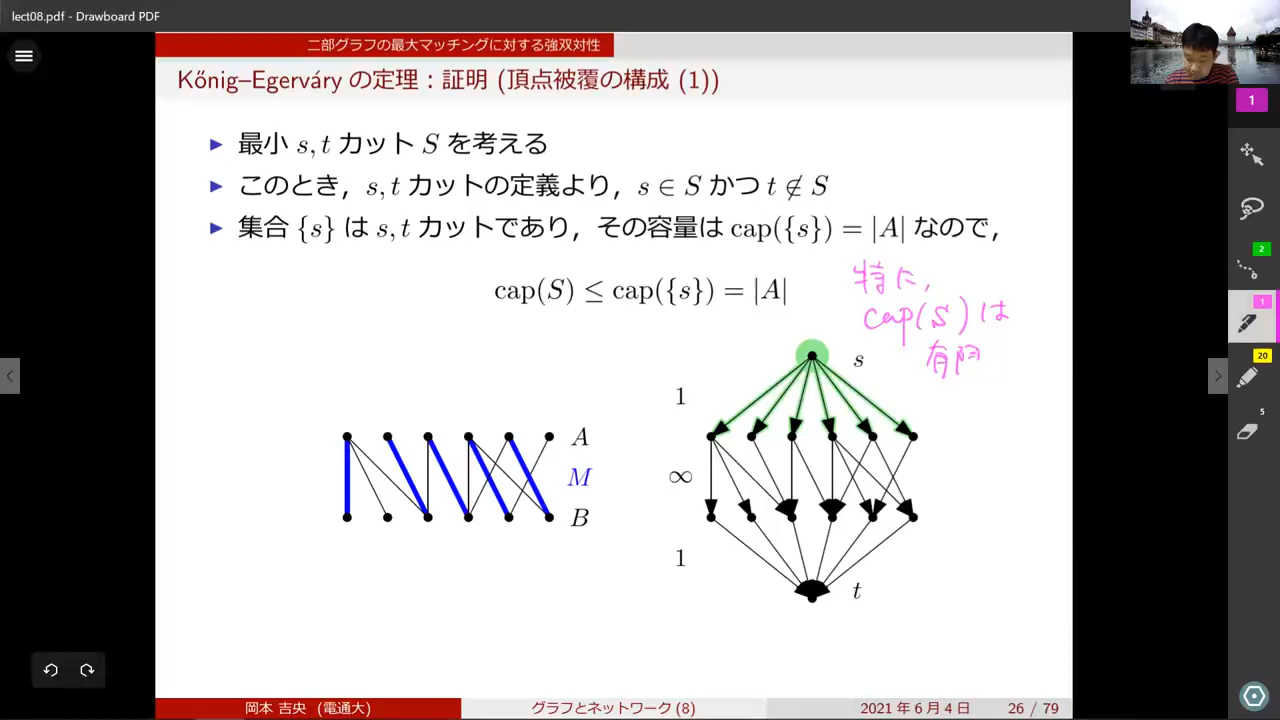 lect08.pdf - Drawboard PDF
二部グラフの最大マッチングに対する強双対性
Kőnig–Egerváry の定理 : 証明 (頂点被覆の構成 (1))
1
▶ 最小 s, t カット S を考える
▶ このとき，s, t カットの定義より，s ∈ S かつ t ∉ S
▶ 集合 {s} は s, t カットであり，その容量は cap({s}) = |A| なので，
cap(S) ≤ cap({s}) = |A|
特に，
cap(S) は
有限
2
1
20
5
s
1
A
M
B
∞
1
t
岡本 吉央 (電通大)
グラフとネットワーク (8)
2021 年 6 月 4 日
26 / 79